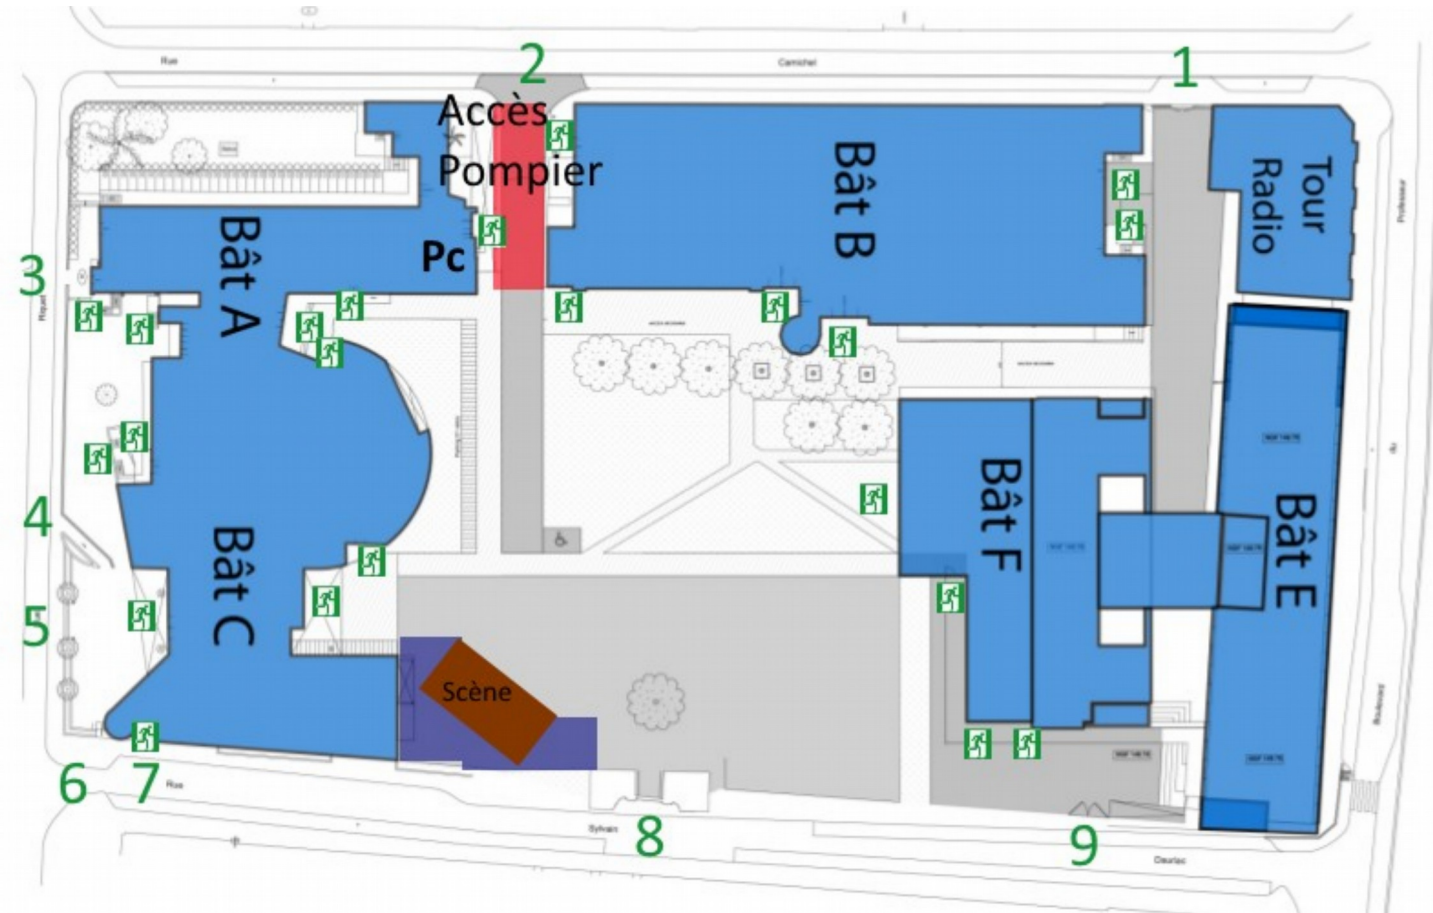 2
1
Rue
Camichel
Accès
Pompier
Bât B
Tour
Radio
Professeur
Bât A
Pc
3
Riquet
du
Bât F
Bât E
4
Bât C
5
Scène
Boulevard
6
7
Rue
Sylvain
8
9
Dauriac